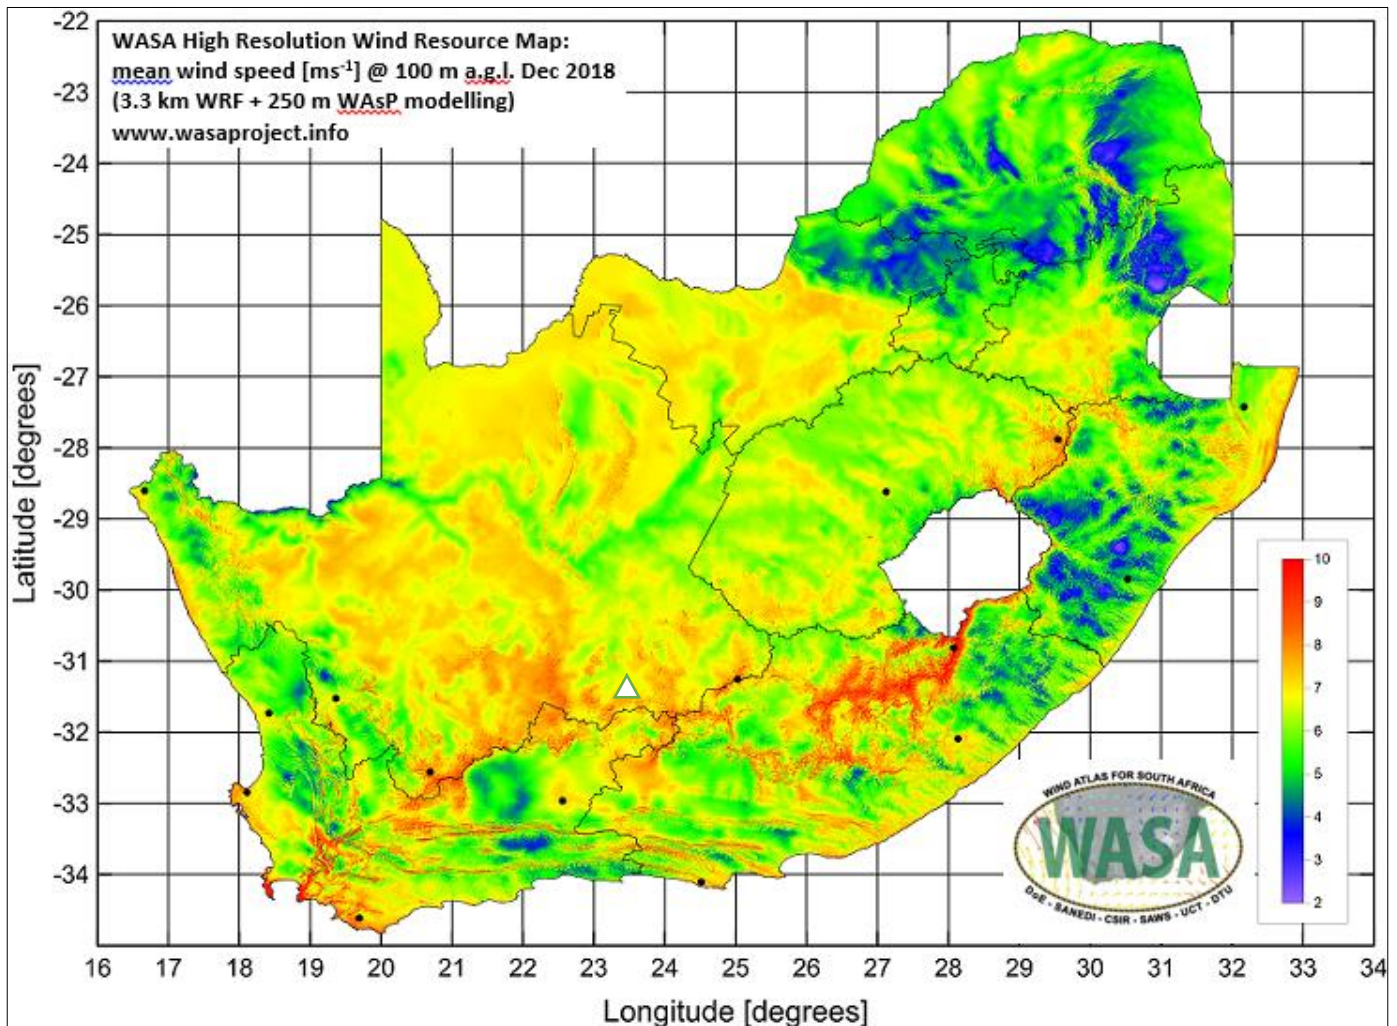 WASA High Resolution Wind Resource Map:
mean wind speed [ms⁻¹] @ 100 m a.g.l. Dec 2018
(3.3 km WRF + 250 m WAsP modelling)
www.wasaproject.info
-22
-23
-24
-25
-26
-27
-28
-29
-30
-31
-32
-33
-34
Latitude [degrees]
10
9
8
7
6
5
4
3
2
WIND ATLAS FOR SOUTH AFRICA
WASA
DoE - SANEDI - CSIR - SAWS - UCT - DTU
16 17 18 19 20 21 22 23 24 25 26 27 28 29 30 31 32 33 34
Longitude [degrees]